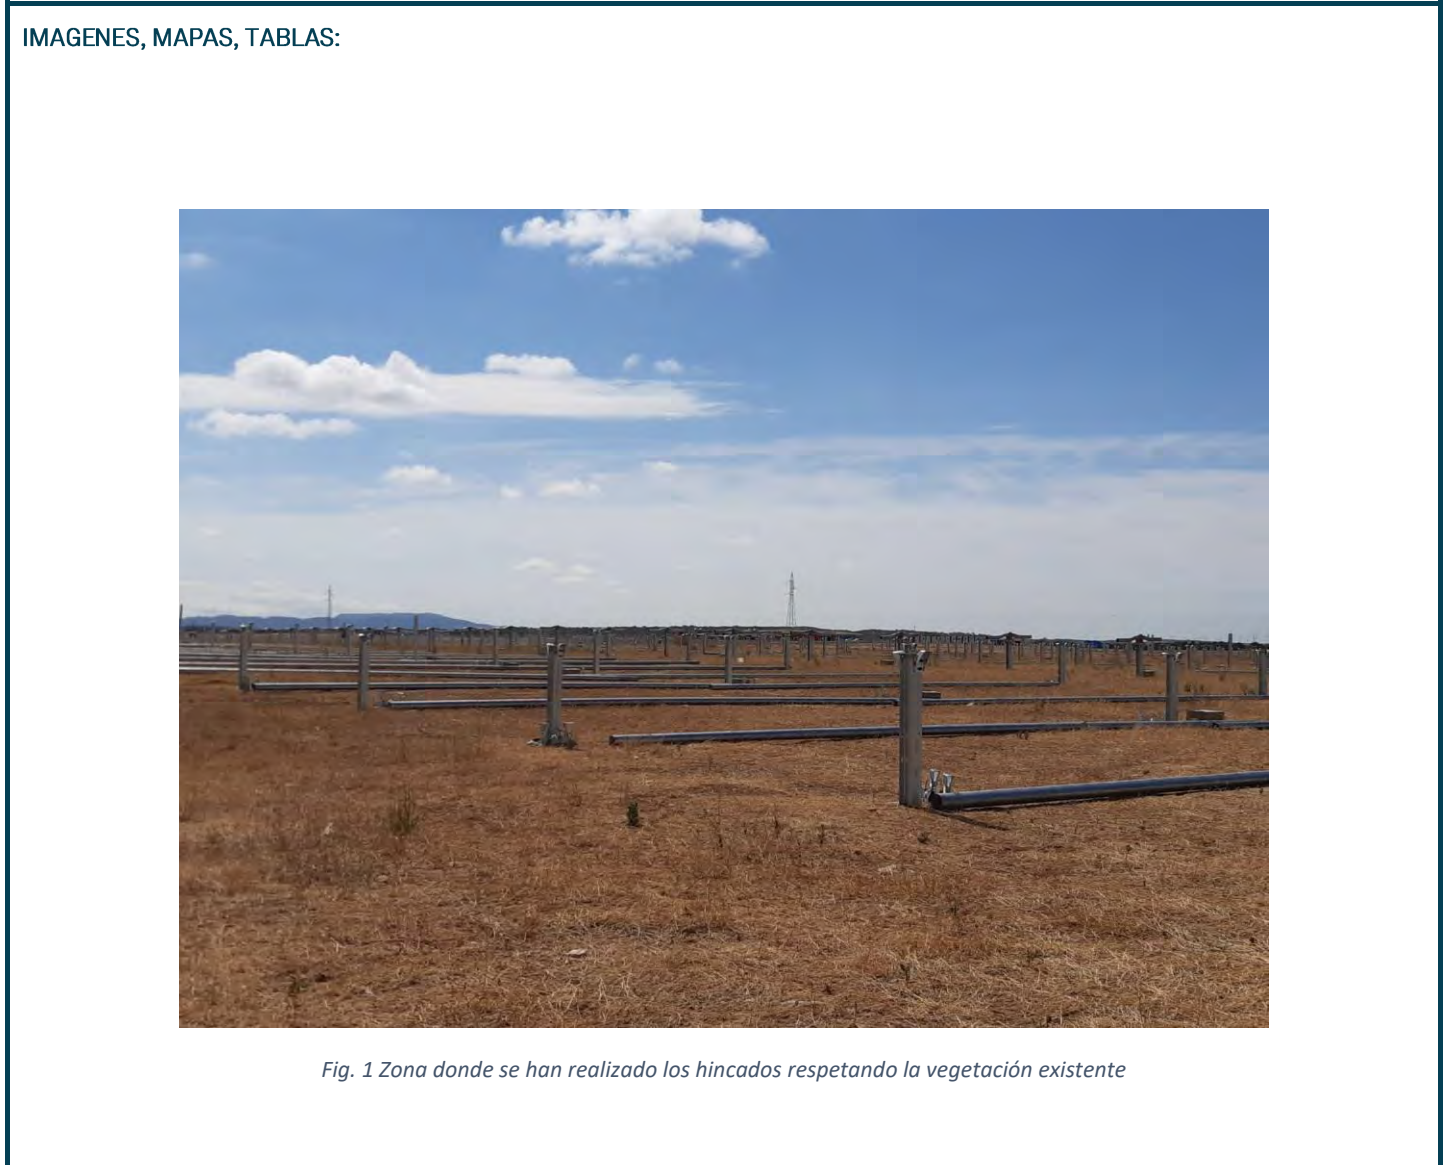 IMAGENES, MAPAS, TABLAS:
Fig. 1 Zona donde se han realizado los hincados respetando la vegetación existente